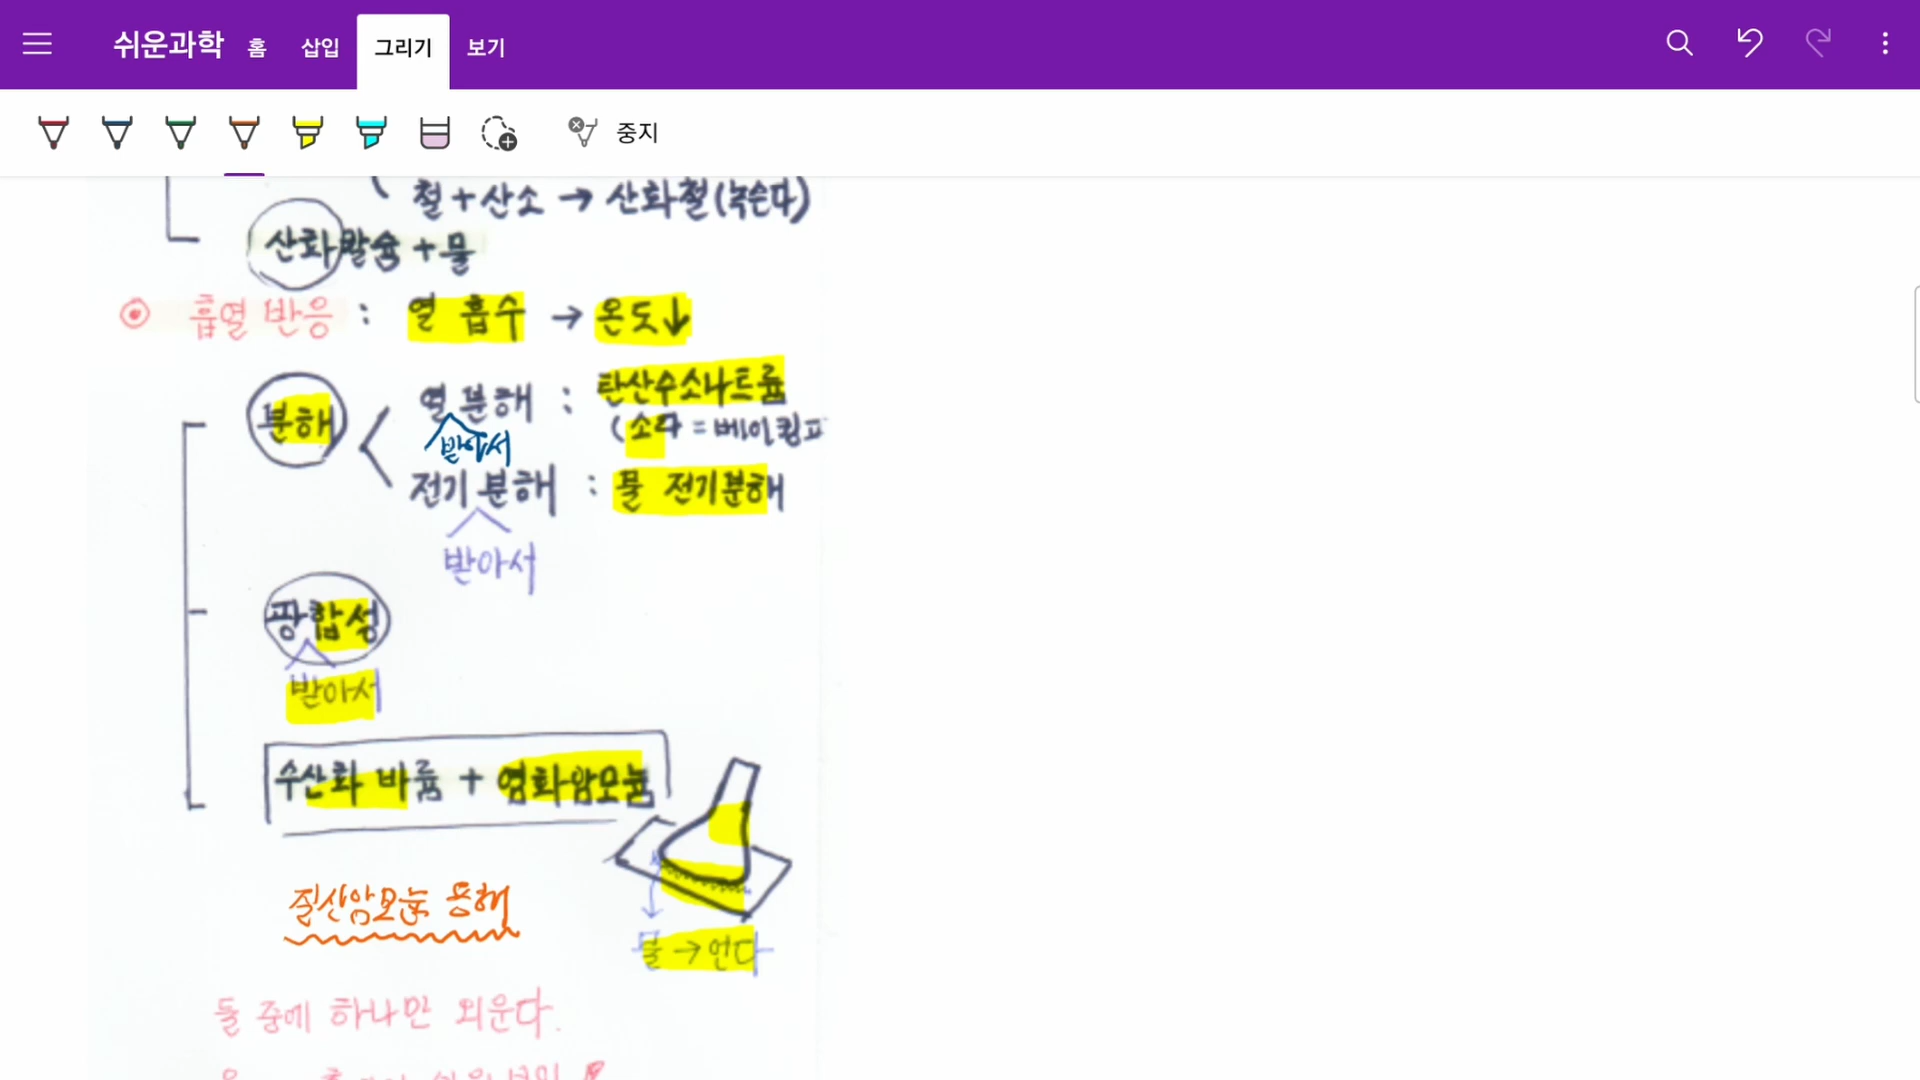 쉬운과학 홈 삽입 그리기 보기
중지
철+산소 → 산화철(녹슨다)
산화칼슘+물
흡열 반응 : 열 흡수 → 온도↓
분해
열분해 : 탄산수소나트륨
(소다 = 베이킹파
받아서
전기분해 : 물 전기분해
받아서
광합성
받아서
수산화 바륨 + 염화암모늄
질산암모늄 용해
물 → 언다
둘 중에 하나만 외운다.